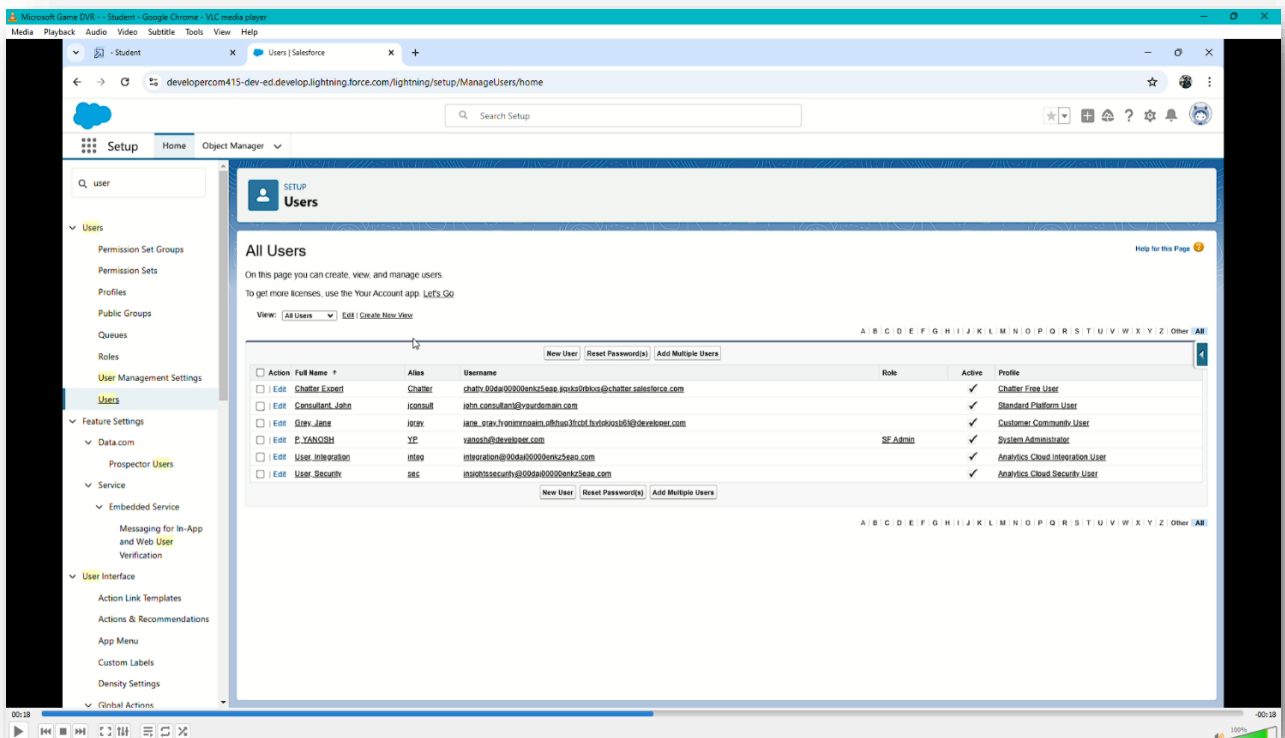 Microsoft Game DVR - - Student - Google Chrome - VLC media player
Media Playback Audio Video Subtitle Tools View Help
- Student
Users | Salesforce
developercom415-dev-ed.develop.lightning.force.com/lightning/setup/ManageUsers/home
Search Setup
Setup Home Object Manager
user
SETUP
Users
Users
Permission Set Groups
Permission Sets
Profiles
Public Groups
Queues
Roles
User Management Settings
Users
Feature Settings
Data.com
Prospector Users
Service
Embedded Service
Messaging for In-App
and Web User
Verification
User Interface
Action Link Templates
Actions & Recommendations
App Menu
Custom Labels
Density Settings
Global Actions
All Users
Help for this Page
On this page you can create, view, and manage users.
To get more licenses, use the Your Account app. Let's Go
View: All Users Edit | Create New View
A | B | C | D | E | F | G | H | I | J | K | L | M | N | O | P | Q | R | S | T | U | V | W | X | Y | Z | Other All
New User Reset Password(s) Add Multiple Users
Action Full Name ↑ Alias Username Role Active Profile
Edit Chatter Expert Chatter Chatter Free User
Edit Consultant, John jconsult john.consultant@yourdomain.com Standard Platform User
Edit Grey, Jane jgrey Customer Community User
Edit P, YANOSH YP yanosh@developer.com SF Admin System Administrator
Edit User, Integration integ integration@00daj00000enkz5eap.com Analytics Cloud Integration User
Edit User, Security sec insightssecurity@00daj00000enkz5eap.com Analytics Cloud Security User
New User Reset Password(s) Add Multiple Users
A | B | C | D | E | F | G | H | I | J | K | L | M | N | O | P | Q | R | S | T | U | V | W | X | Y | Z | Other All
00:18
-00:18
100%